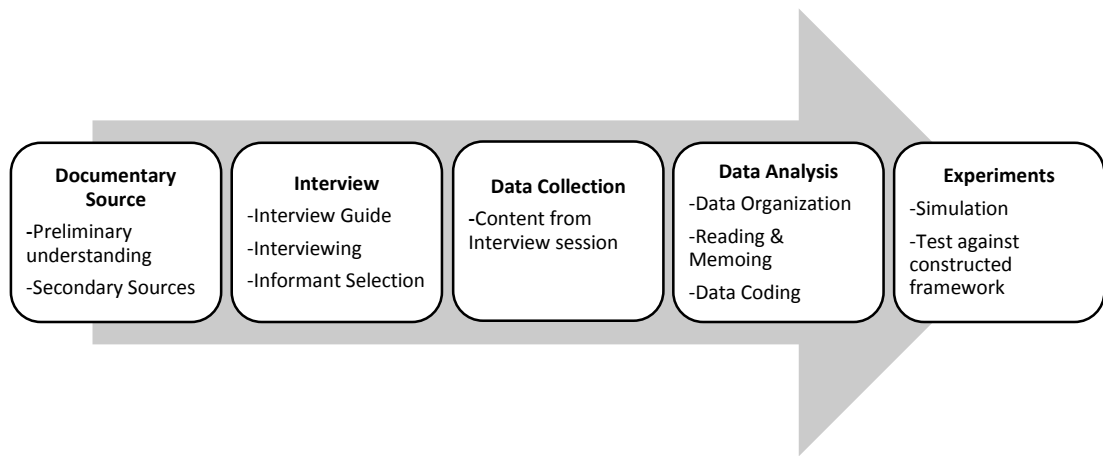 Documentary
Source
-Preliminary
understanding
-Secondary Sources
Interview
-Interview Guide
-Interviewing
-Informant Selection
Data Collection
-Content from
Interview session
Data Analysis
-Data Organization
-Reading &
Memoing
-Data Coding
Experiments
-Simulation
-Test against
constructed
framework